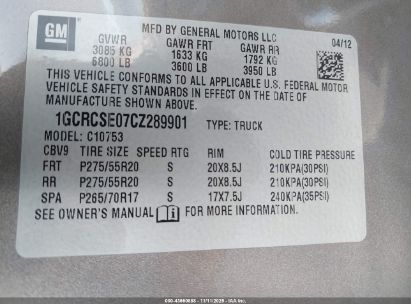 GM
MFD BY GENERAL MOTORS LLC
GVWR GAWR FRT GAWR RR 04/12
3085 KG 1633 KG 1792 KG
6800 LB 3600 LB 3950 LB
THIS VEHICLE CONFORMS TO ALL APPLICABLE U.S. FEDERAL MOTOR
VEHICLE SAFETY STANDARDS IN EFFECT ON THE DATE OF
MANUFACTURE SHOWN ABOVE.
1GCRCSE07CZ289901 TYPE: TRUCK
MODEL: C10753
CBV9 TIRE SIZE SPEED RTG RIM COLD TIRE PRESSURE
FRT P275/55R20 S 20X8.5J 210KPA(30PSI)
RR P275/55R20 S 20X8.5J 210KPA(30PSI)
SPA P265/70R17 S 17X7.5J 240KPA(35PSI)
SEE OWNER'S MANUAL FOR MORE INFORMATION.